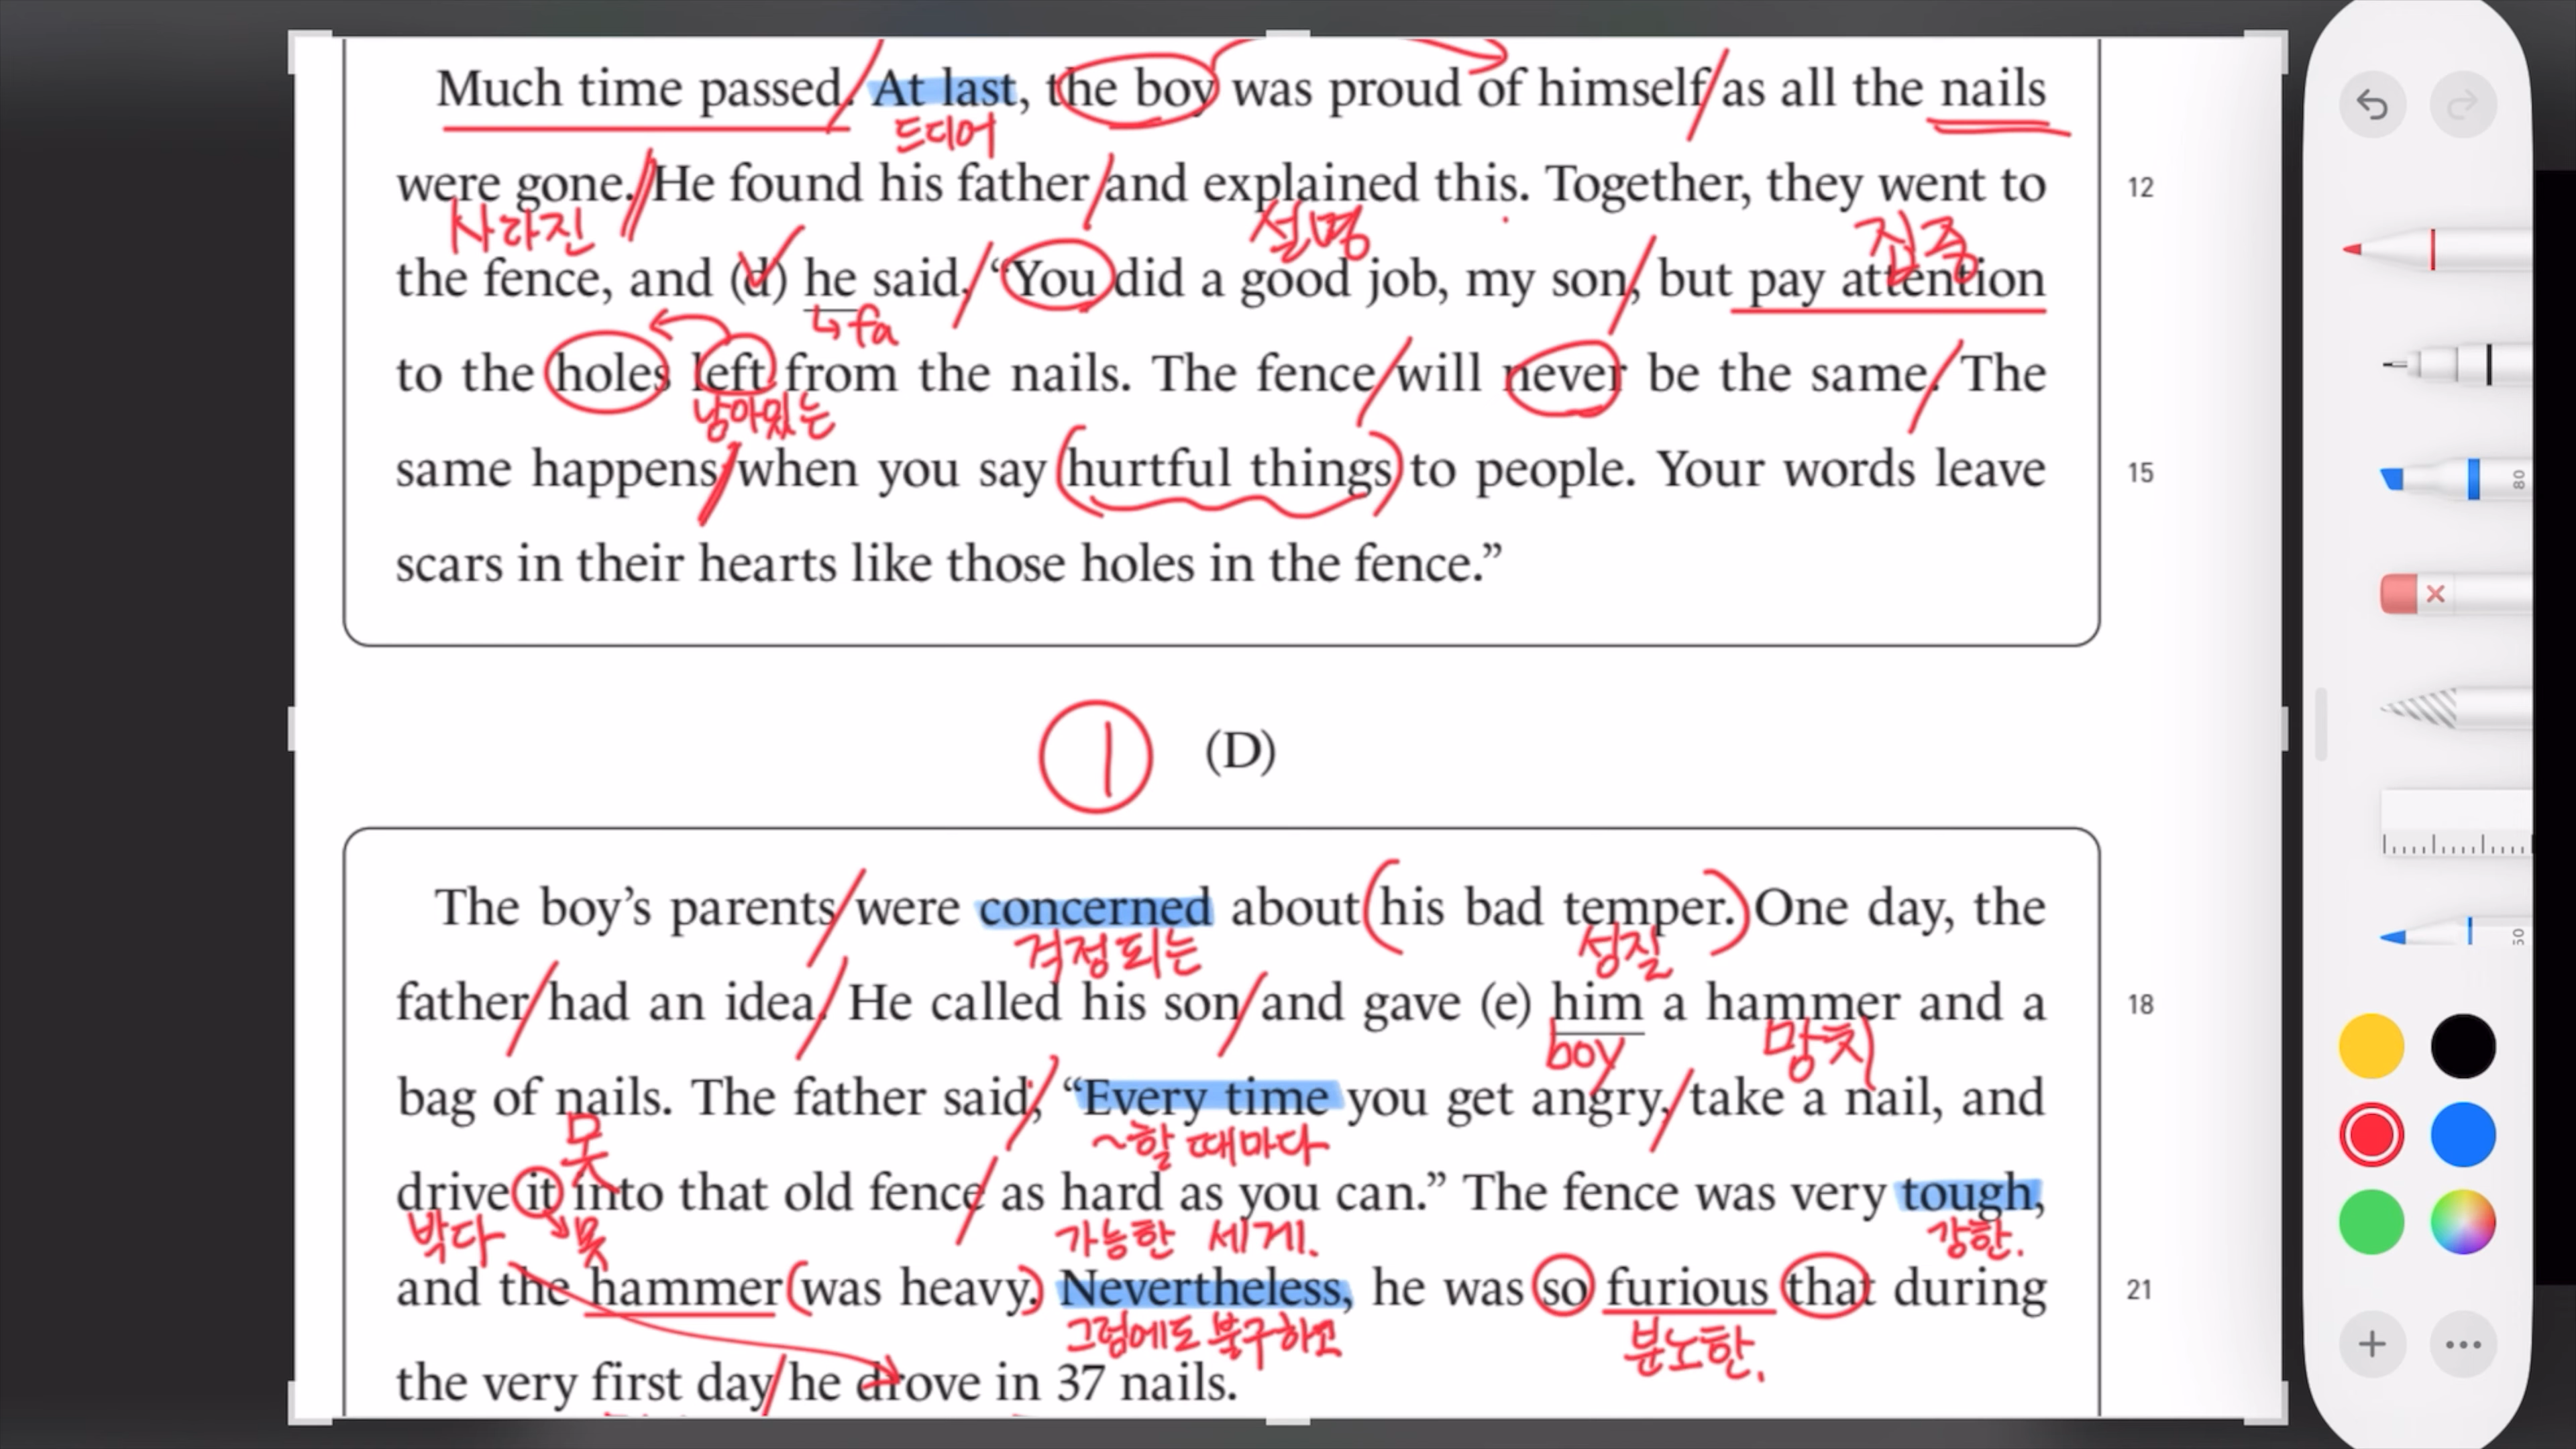 Much time passed. At last, the boy was proud of himself as all the nails
드디어
were gone. He found his father and explained this. Together, they went to
12
사라진
설명
집중
the fence, and (d) he said, “You did a good job, my son, but pay attention
↳ fa
to the holes left from the nails. The fence will never be the same. The
남아있는
same happens when you say hurtful things to people. Your words leave
15
scars in their hearts like those holes in the fence.”
1 (D)
The boy’s parents were concerned about his bad temper. One day, the
걱정되는
성질
father had an idea. He called his son and gave (e) him a hammer and a
18
boy
망치
bag of nails. The father said, “Every time you get angry, take a nail, and
못
~할 때마다
drive it into that old fence as hard as you can.” The fence was very tough,
박다
못
가능한 세게.
강한.
and the hammer was heavy. Nevertheless, he was so furious that during
21
그럼에도 불구하고
분노한.
the very first day he drove in 37 nails.
80
50